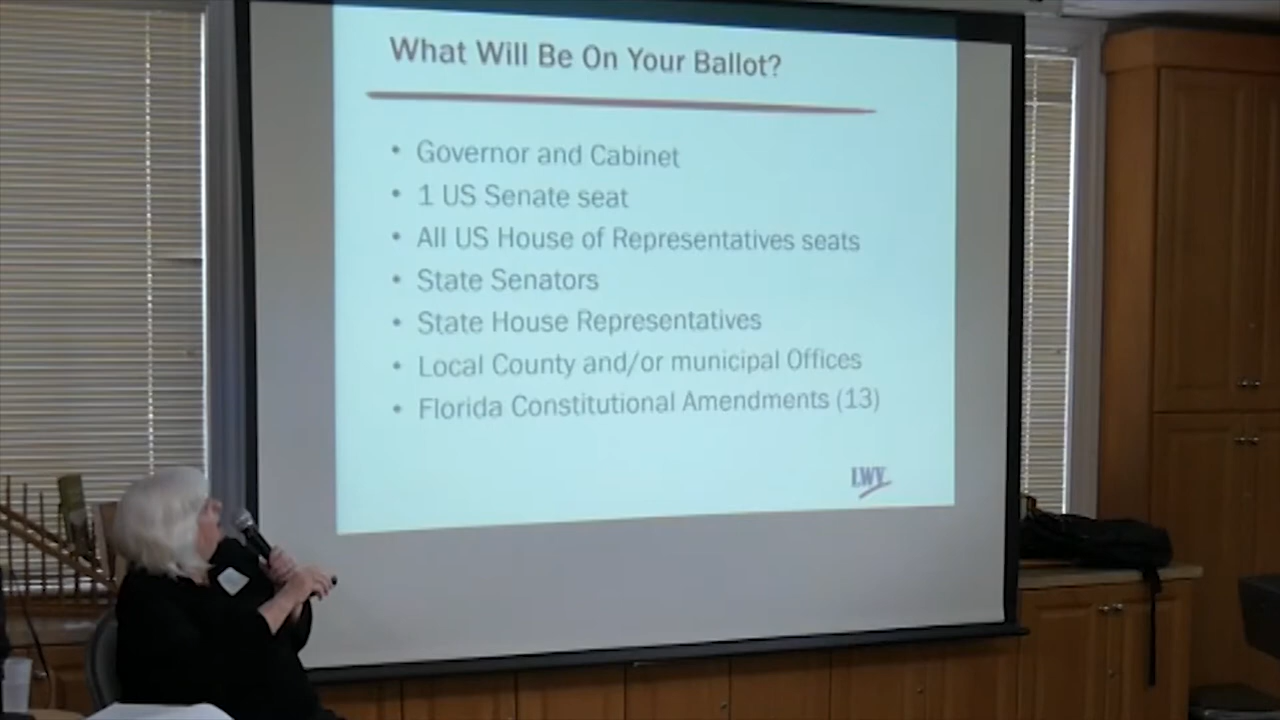 What Will Be On Your Ballot?
• Governor and Cabinet
• 1 US Senate seat
• All US House of Representatives seats
• State Senators
• State House Representatives
• Local County and/or municipal Offices
• Florida Constitutional Amendments (13)
LWV